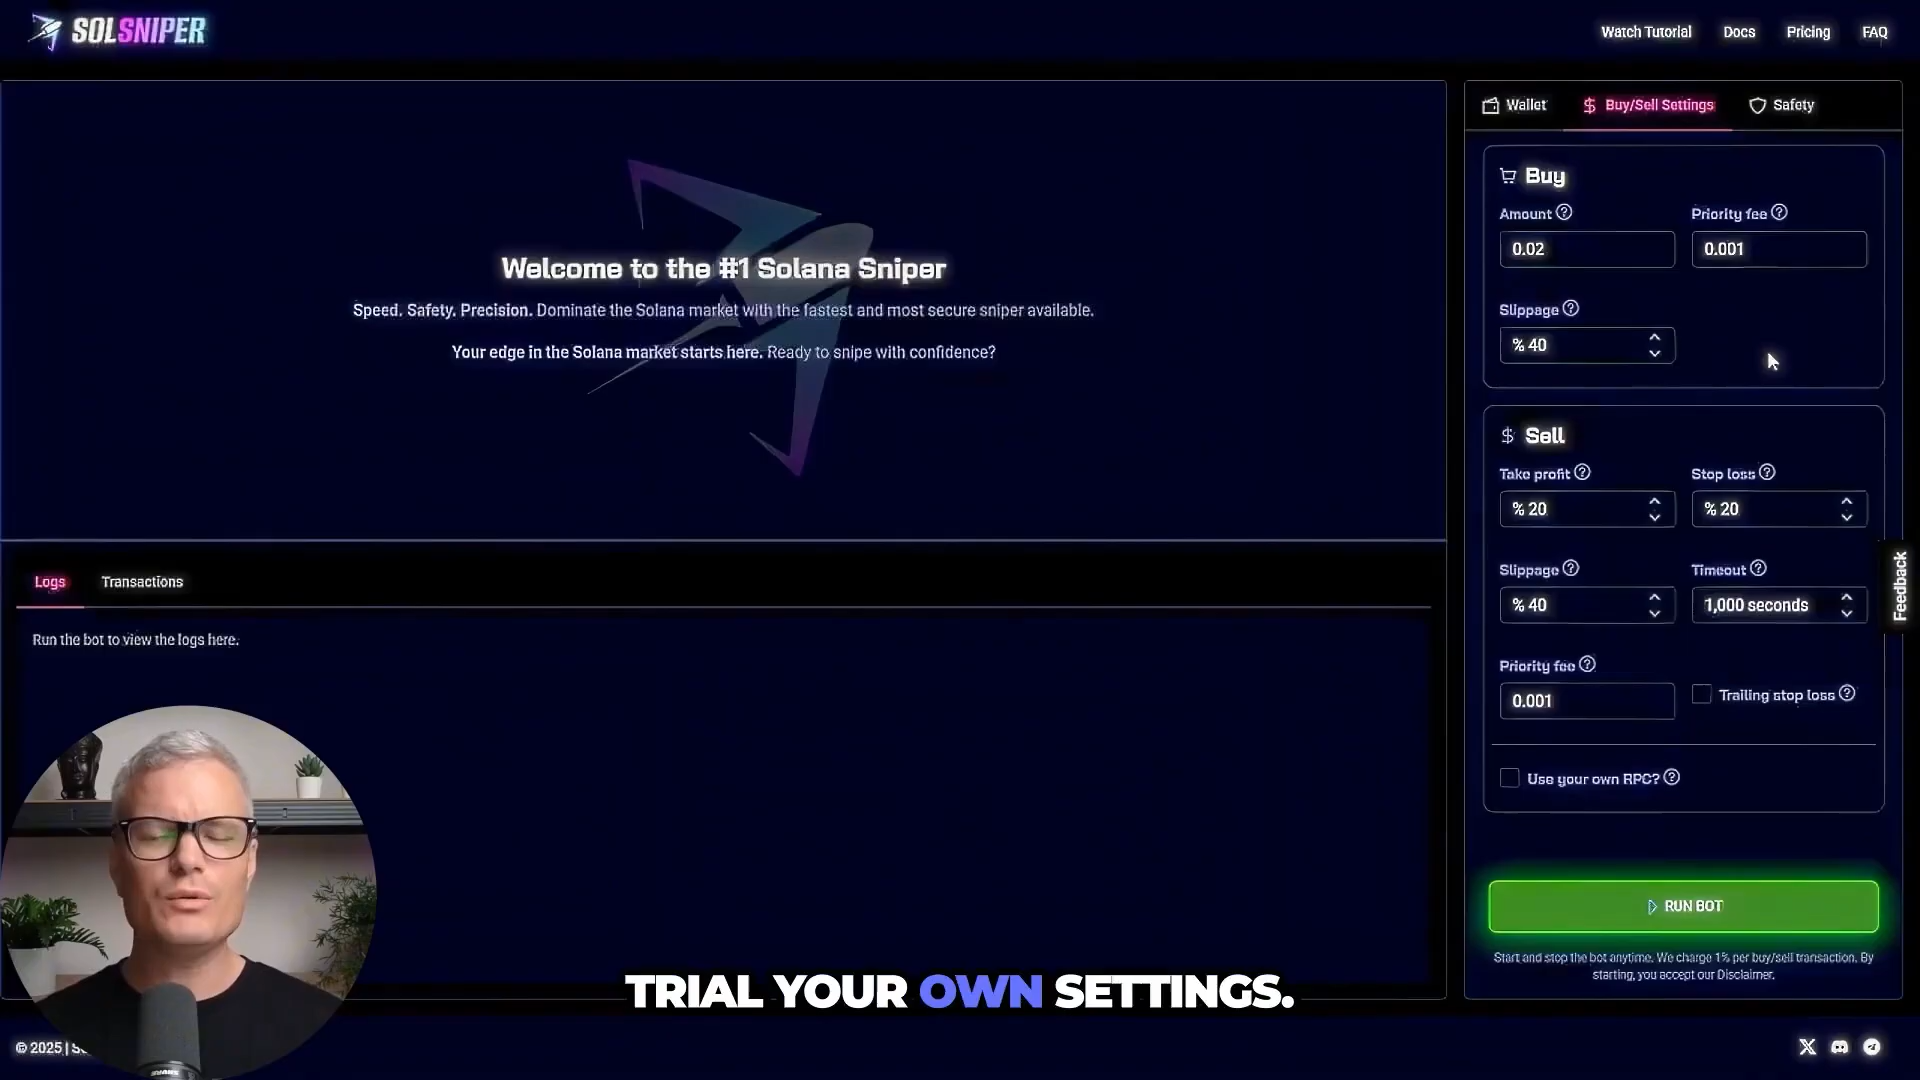 SOLSNIPER
Watch Tutorial
Docs
Pricing
FAQ
Wallet
Buy/Sell Settings
Safety
Welcome to the #1 Solana Sniper
Speed. Safety. Precision. Dominate the Solana market with the fastest and most secure sniper available.
Your edge in the Solana market starts here. Ready to snipe with confidence?
Buy
Amount
Priority fee
0.02
0.001
Slippage
% 40
Sell
Take profit
Stop loss
% 20
% 20
Slippage
Timeout
% 40
1,000 seconds
Priority fee
0.001
Trailing stop loss
Use your own RPC?
RUN BOT
Start and stop the bot anytime. We charge 1% per buy/sell transaction. By
starting, you accept our Disclaimer.
Feedback
Logs
Transactions
Run the bot to view the logs here.
TRIAL YOUR OWN SETTINGS.
© 2025 |